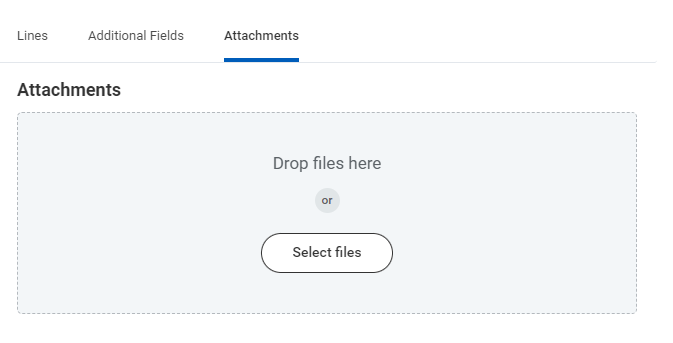 Lines Additional Fields Attachments
Attachments
Drop files here
or
Select files